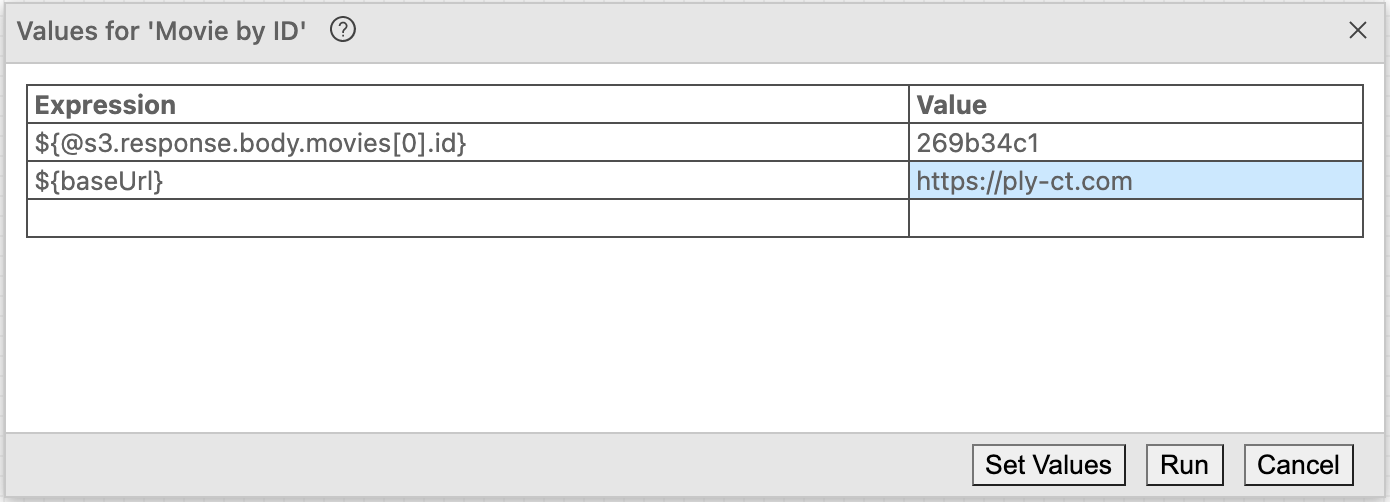 Values for 'Movie by ID' ?
Expression Value
${@s3.response.body.movies[0].id} 269b34c1
${baseUrl} https://ply-ct.com
Set Values Run Cancel